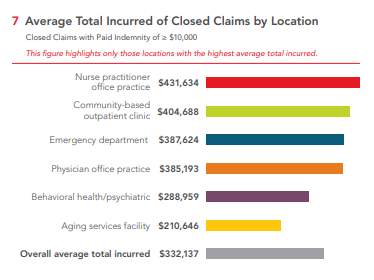 7 Average Total Incurred of Closed Claims by Location
Closed Claims with Paid Indemnity of ≥ $10,000
This figure highlights only those locations with the highest average total incurred.
Nurse practitioner
office practice $431,634
Community-based
outpatient clinic $404,688
Emergency department $387,624
Physician office practice $385,193
Behavioral health/psychiatric $288,959
Aging services facility $210,646
Overall average total incurred $332,137